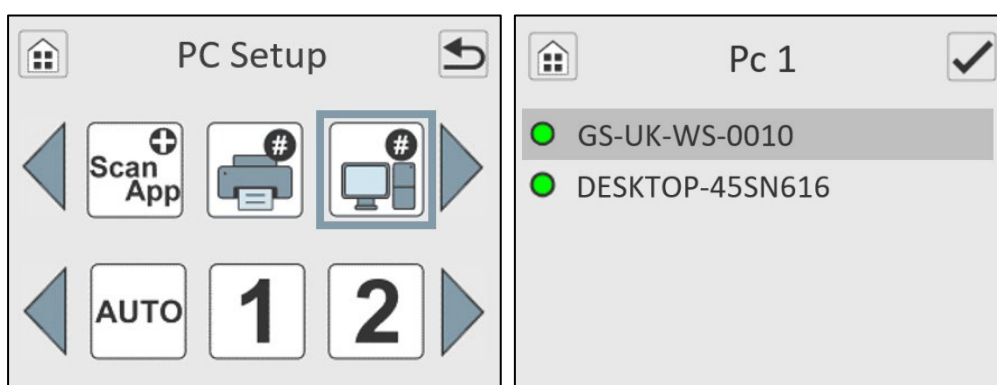 PC Setup
Scan
App
#
#
AUTO
1
2
Pc 1
GS-UK-WS-0010
DESKTOP-45SN616